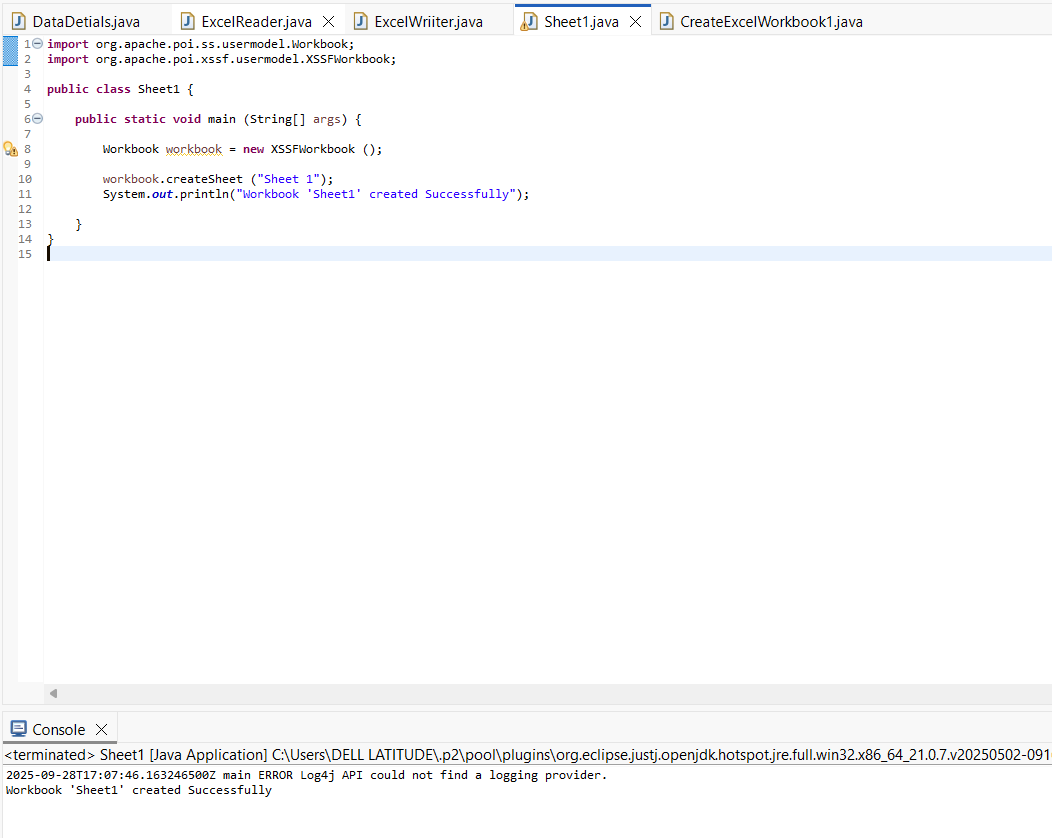 DataDetials.java ExcelReader.java ExcelWriiter.java Sheet1.java CreateExcelWorkbook1.java
1 import org.apache.poi.ss.usermodel.Workbook;
2 import org.apache.poi.xssf.usermodel.XSSFWorkbook;
3
4 public class Sheet1 {
5
6     public static void main (String[] args) {
7
8         Workbook workbook = new XSSFWorkbook ();
9
10         workbook.createSheet ("Sheet 1");
11         System.out.println("Workbook 'Sheet1' created Successfully");
12
13     }
14 }
15
Console
<terminated> Sheet1 [Java Application] C:\Users\DELL LATITUDE\.p2\pool\plugins\org.eclipse.justj.openjdk.hotspot.jre.full.win32.x86_64_21.0.7.v20250502-091
2025-09-28T17:07:46.163246500Z main ERROR Log4j API could not find a logging provider.
Workbook 'Sheet1' created Successfully